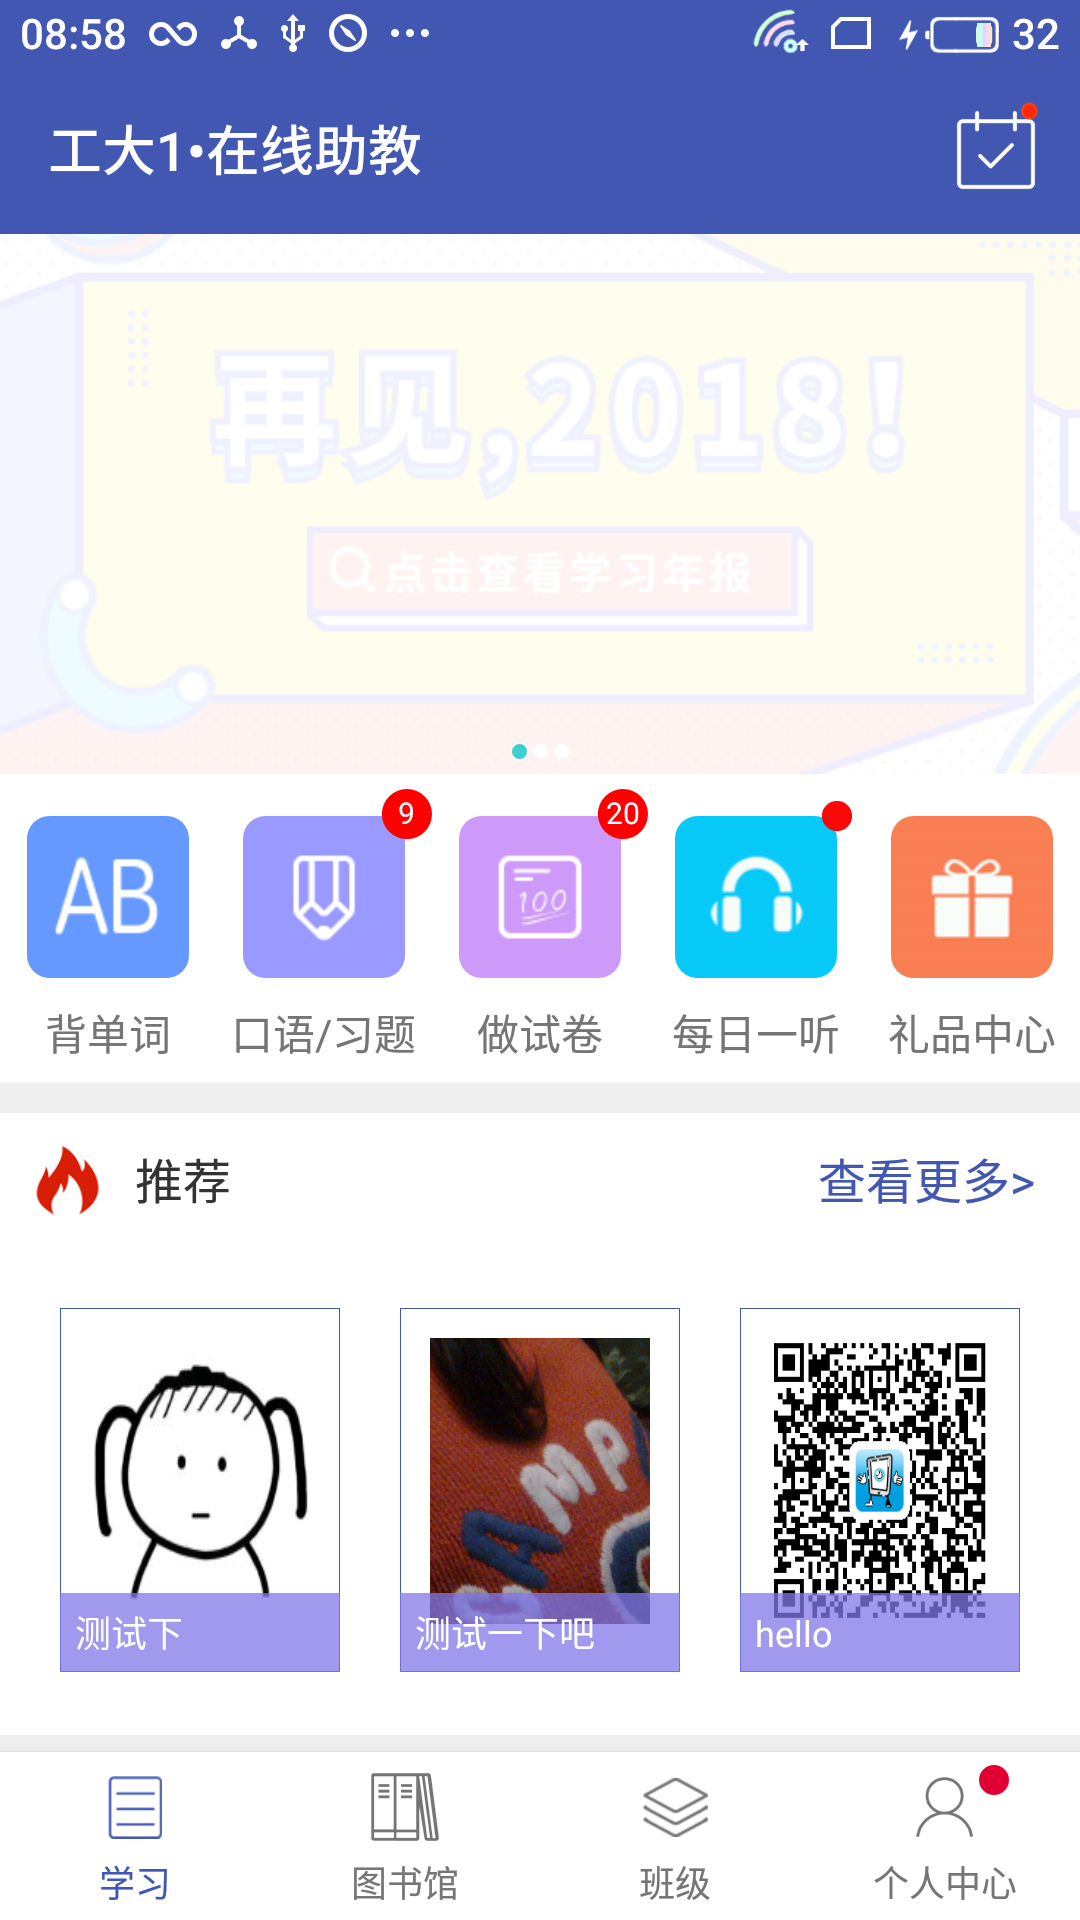 08:58
32
工大1•在线助教
再见,2018!
点击查看学习年报
9
20
AB
100
背单词
口语/习题
做试卷
每日一听
礼品中心
推荐
查看更多>
AMP
测试下
测试一下吧
hello
学习
图书馆
班级
个人中心